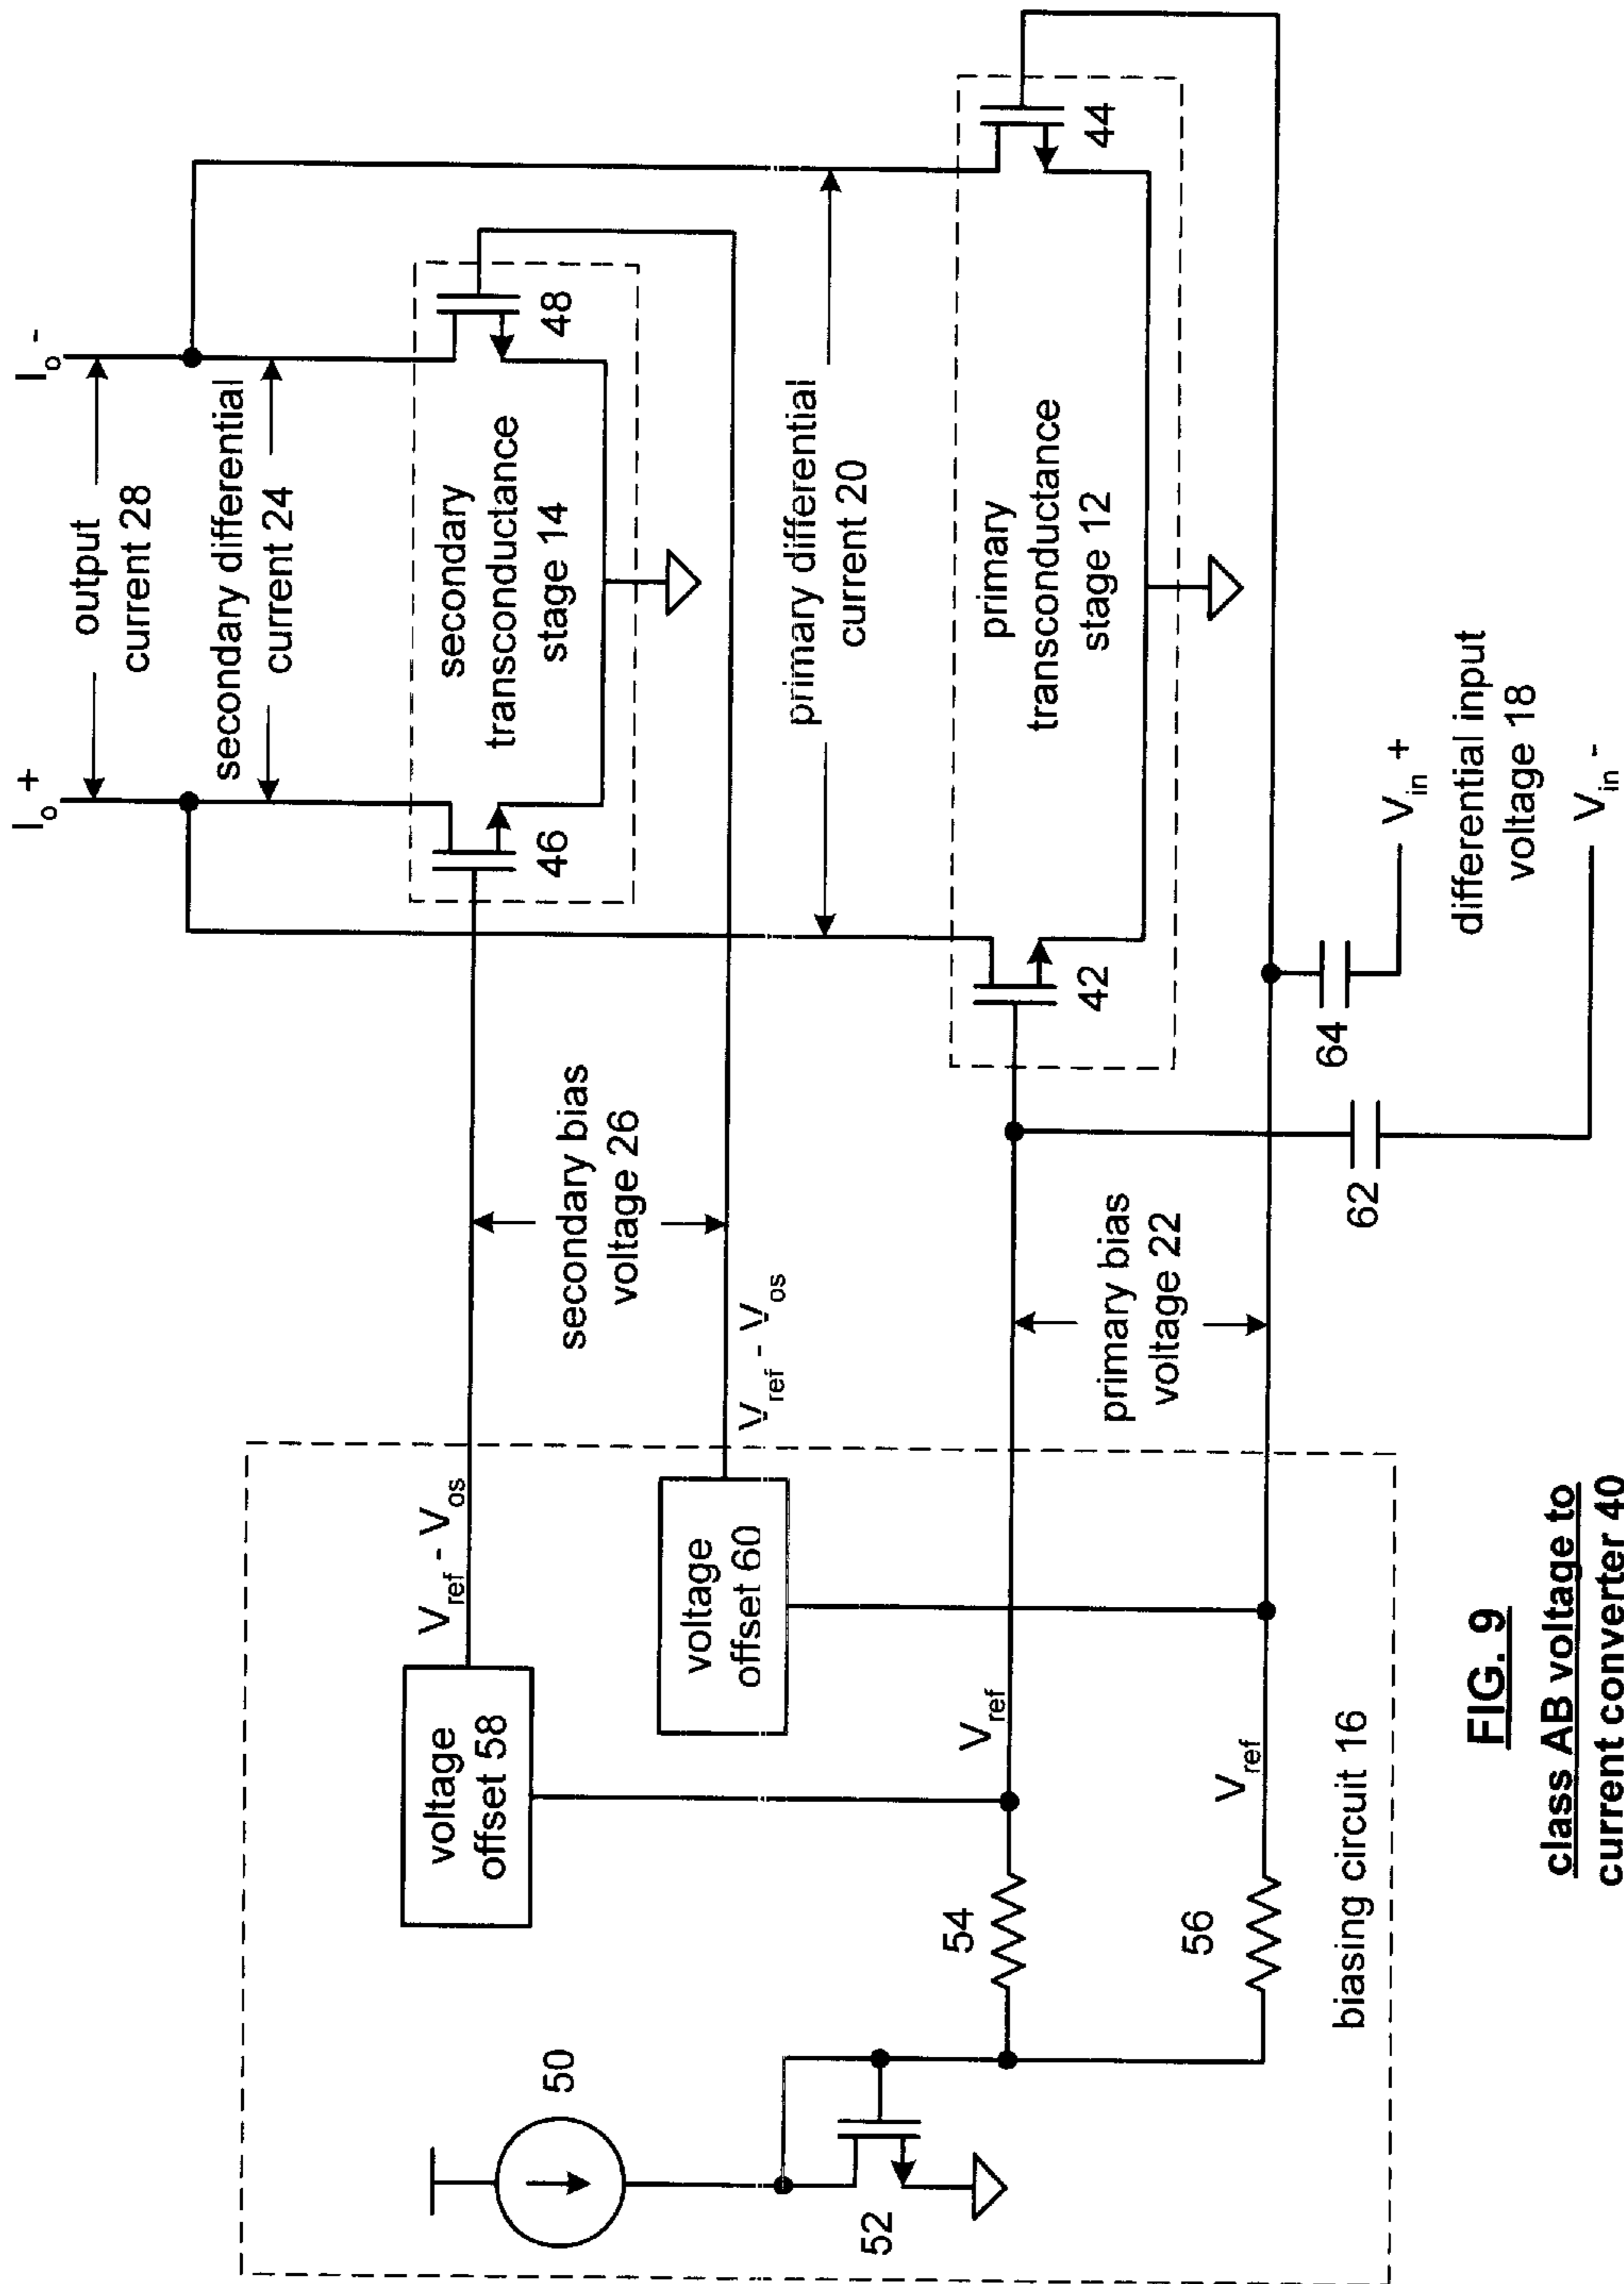 I_o +
I_o -
output
current 28
secondary differential
current 24
46
secondary
transconductance
stage 14
48
V_ref - V_os
voltage
offset 58
secondary bias
voltage 26
V_ref - V_os
voltage
offset 60
primary differential
current 20
50
52
54
V_ref
42
primary
transconductance
stage 12
44
primary bias
voltage 22
56
V_ref
biasing circuit 16
62
64
V_in +
differential input
voltage 18
V_in -
FIG. 9
class AB voltage to
current converter 40